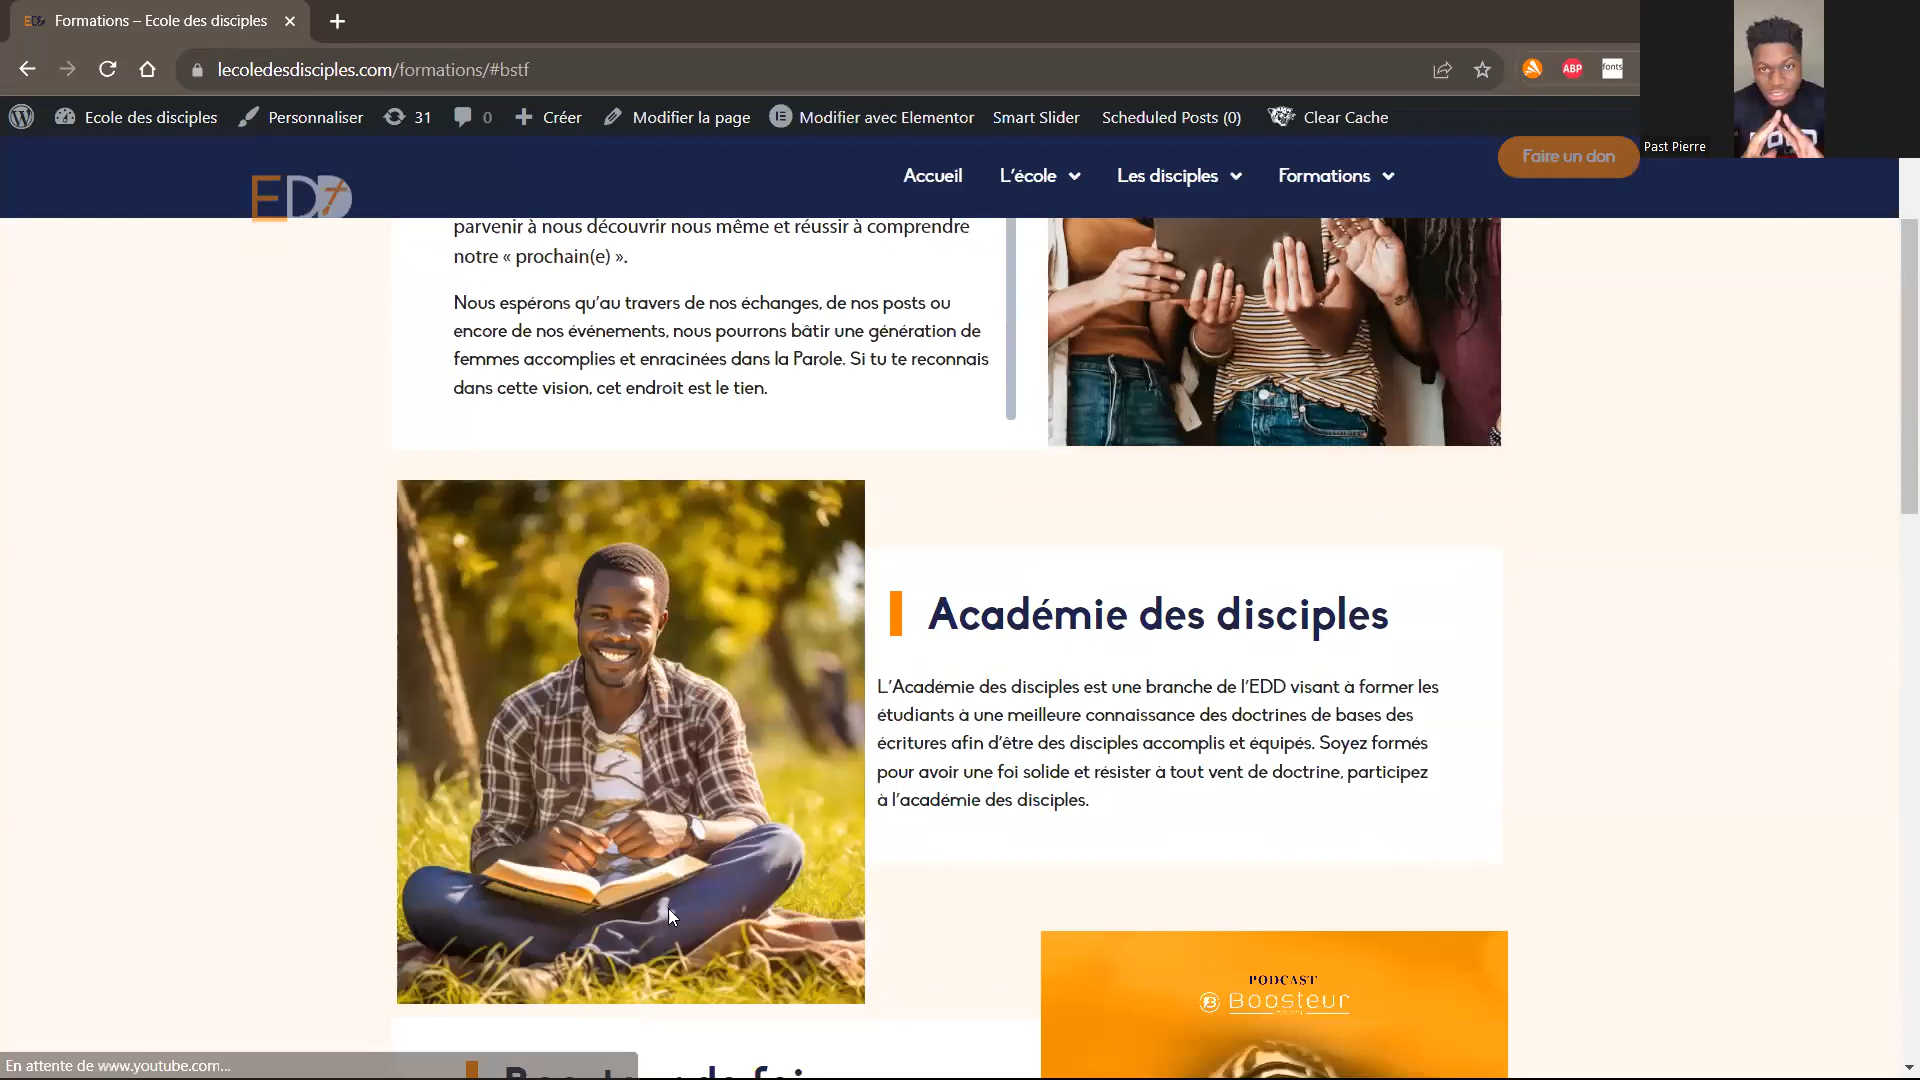 Formations – Ecole des disciples
lecoledesdisciples.com/formations/#bstf
ABP
fonts
Ecole des disciples
Personnaliser
31
0
Créer
Modifier la page
Modifier avec Elementor
Smart Slider
Scheduled Posts (0)
Clear Cache
Past Pierre
EDD
Accueil
L'école
Les disciples
Formations
Faire un don
parvenir à nous découvrir nous même et réussir à comprendre
notre « prochain(e) ».
Nous espérons qu'au travers de nos échanges, de nos posts ou
encore de nos événements, nous pourrons bâtir une génération de
femmes accomplies et enracinées dans la Parole. Si tu te reconnais
dans cette vision, cet endroit est le tien.
Académie des disciples
L'Académie des disciples est une branche de l'EDD visant à former les
étudiants à une meilleure connaissance des doctrines de bases des
écritures afin d'être des disciples accomplis et équipés. Soyez formés
pour avoir une foi solide et résister à tout vent de doctrine, participez
à l'académie des disciples.
PODCAST
Boosteur
Boosteur de foi
En attente de www.youtube.com...